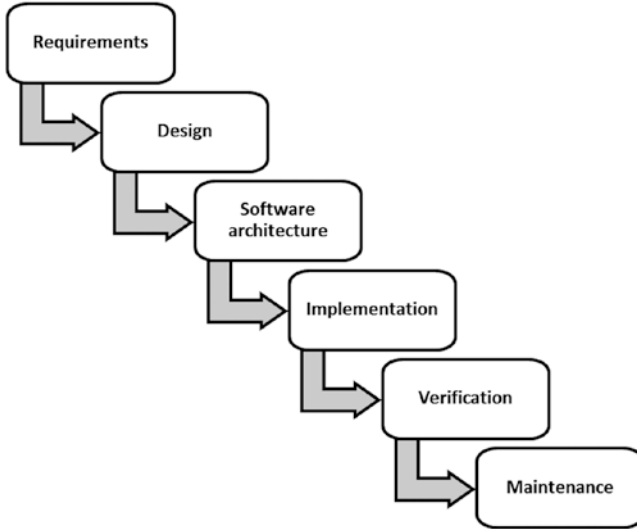 Requirements
Design
Software
architecture
Implementation
Verification
Maintenance